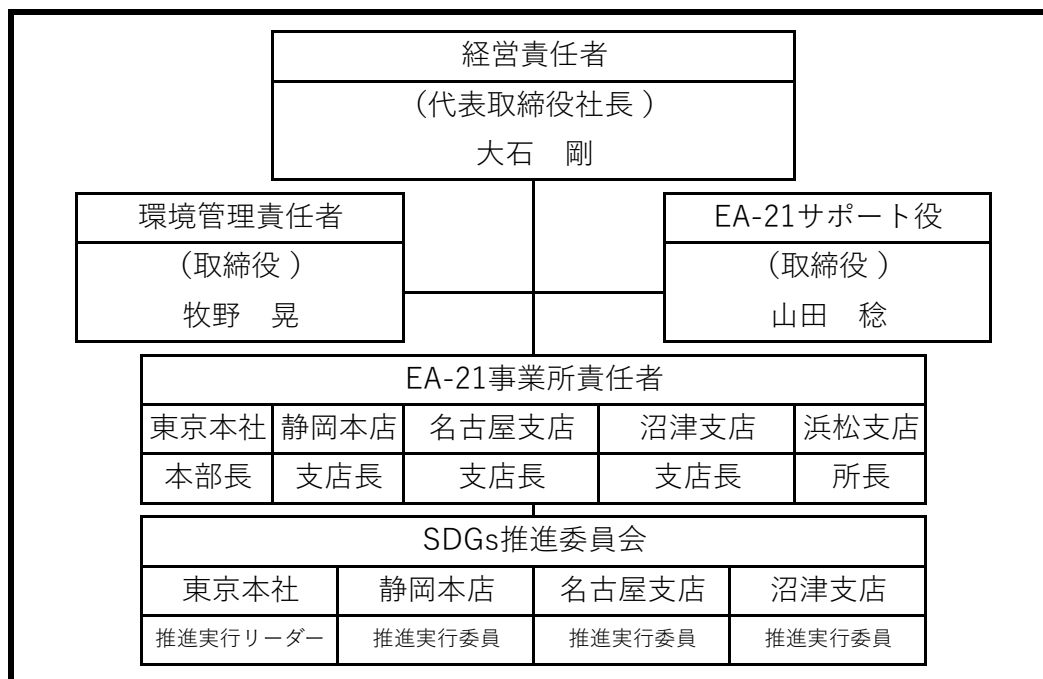 経営責任者
(代表取締役社長 )
大石　剛
環境管理責任者
(取締役 )
牧野　晃
EA-21サポート役
(取締役 )
山田　稔
EA-21事業所責任者
東京本社 静岡本店 名古屋支店 沼津支店 浜松支店
本部長 支店長 支店長 支店長 所長
SDGs推進委員会
東京本社 静岡本店 名古屋支店 沼津支店
推進実行リーダー 推進実行委員 推進実行委員 推進実行委員